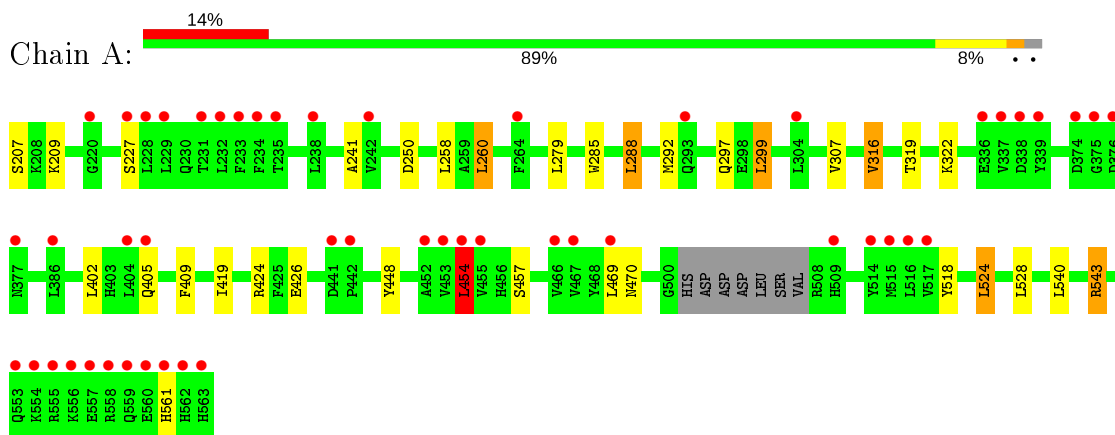 14%
Chain A:
89% 8% • •
S207 K208 K209 G220 S227 L228 L229 Q230 T231 L232 F233 F234 T235 L238 A241 V242 D250 L258 A259 L260 F264 L279 W285 L288 M292 Q293 Q297 E298 L299 L304 V307 V316 T319 K322 E336 V337 D338 Y339 D374 G375
N377 L386 L402 H403 L404 Q405 F409 I419 R424 F425 E426 D441 P442 Y448 A452 V453 L454 V455 H456 S457 V466 V467 Y468 L469 N470 G500 HIS ASP ASP ASP LEU SER VAL R508 H509 Y514 M515 L516 V517 Y518 L524 L528 L540 R543
Q553 K554 R555 K556 E557 R558 Q559 E560 H561 H562 H563